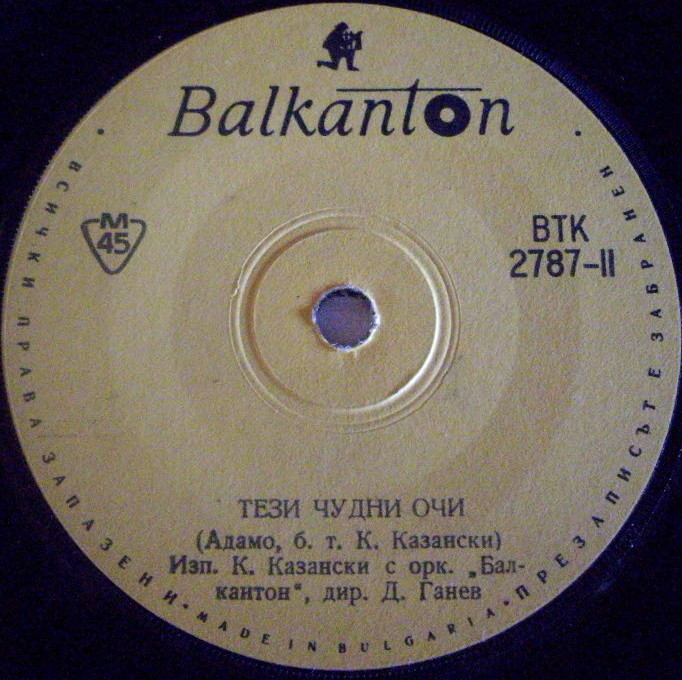 Balkanton
M
45
ВТК
2787-II
ТЕЗИ ЧУДНИ ОЧИ
(Адамо, б. т. К. Казански)
Изп. К. Казански с орк. „Бал-
кантон“, дир. Д. Ганев
ВСИЧКИ ПРАВА ЗАПАЗЕНИ • MADE IN BULGARIA • ПРЕЗАПИСЪТ Е ЗАБРАНЕН